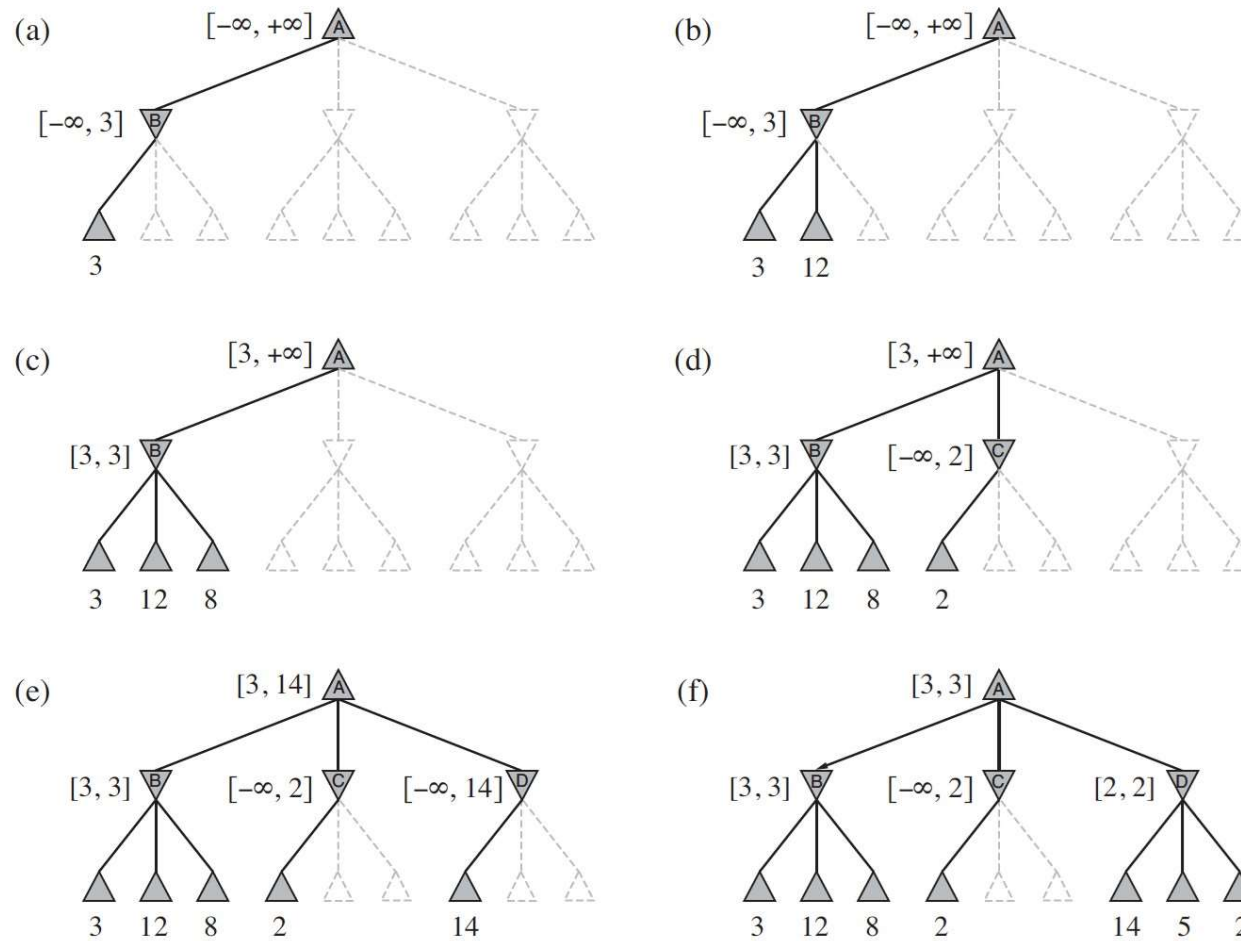 (a) [−∞, +∞] A
[−∞, 3] B
3
(b) [−∞, +∞] A
[−∞, 3] B
3 12
(c) [3, +∞] A
[3, 3] B
3 12 8
(d) [3, +∞] A
[3, 3] B [−∞, 2] C
3 12 8 2
(e) [3, 14] A
[3, 3] B [−∞, 2] C [−∞, 14] D
3 12 8 2 14
(f) [3, 3] A
[3, 3] B [−∞, 2] C [2, 2] D
3 12 8 2 14 5 2